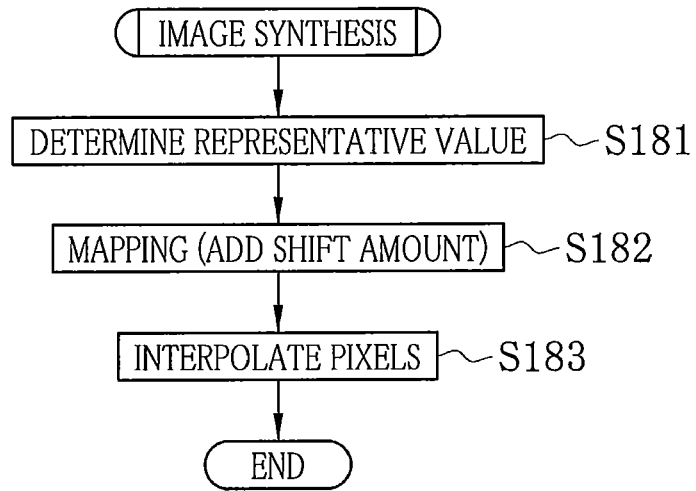 IMAGE SYNTHESIS
DETERMINE REPRESENTATIVE VALUE S181
MAPPING (ADD SHIFT AMOUNT) S182
INTERPOLATE PIXELS S183
END